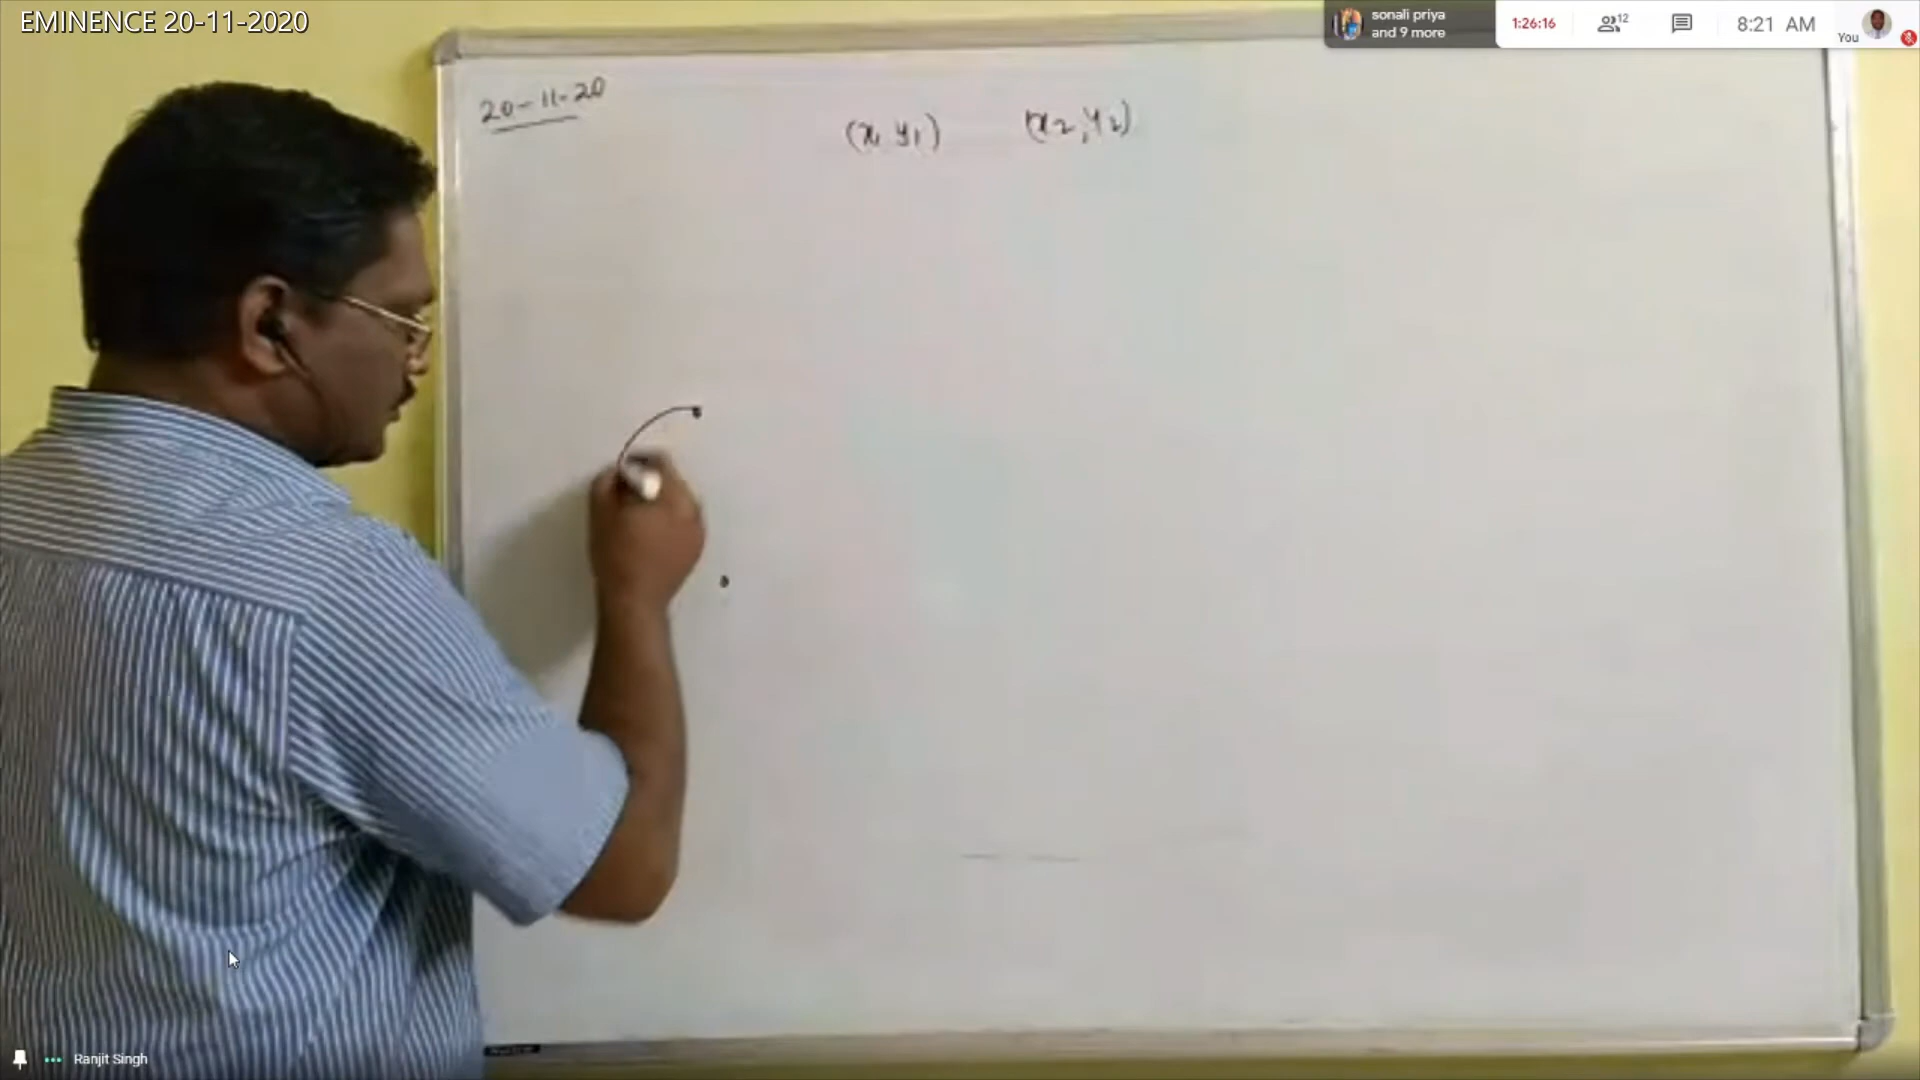 EMINENCE 20-11-2020
sonali priya
and 9 more
1:26:16
12
8:21 AM
You
20-11-20
(x₁ y₁) (x₂, y₂)
Ranjit Singh